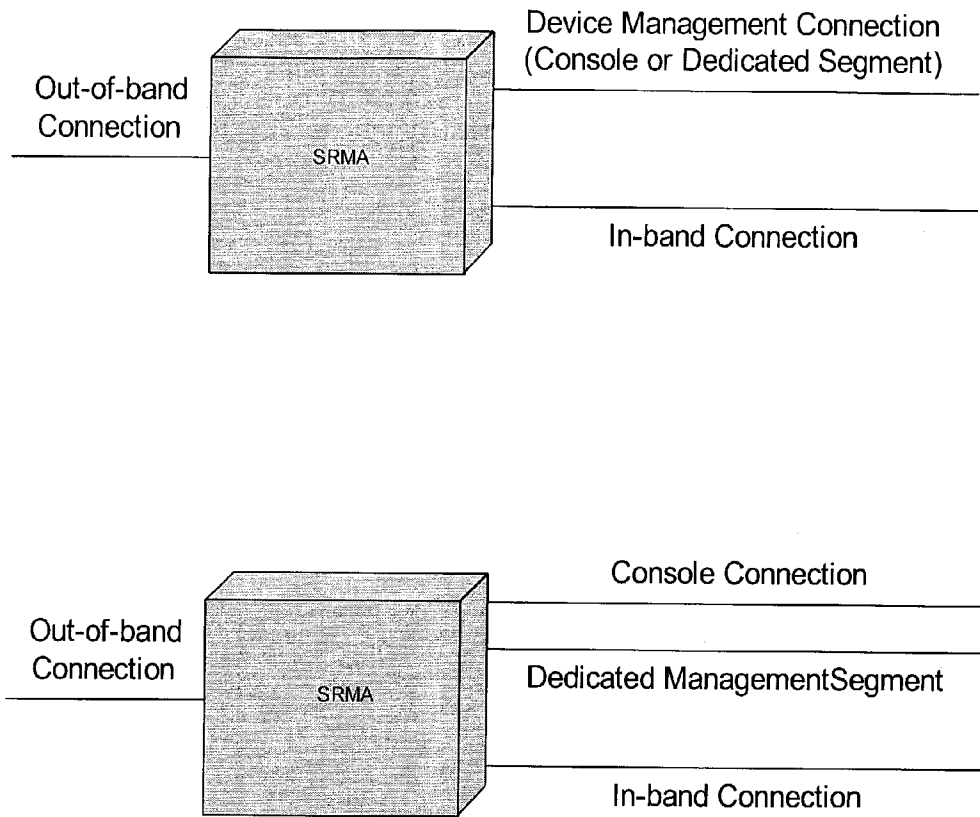 Device Management Connection
(Console or Dedicated Segment)
Out-of-band
Connection
SRMA
In-band Connection
Console Connection
Out-of-band
Connection
SRMA
Dedicated ManagementSegment
In-band Connection